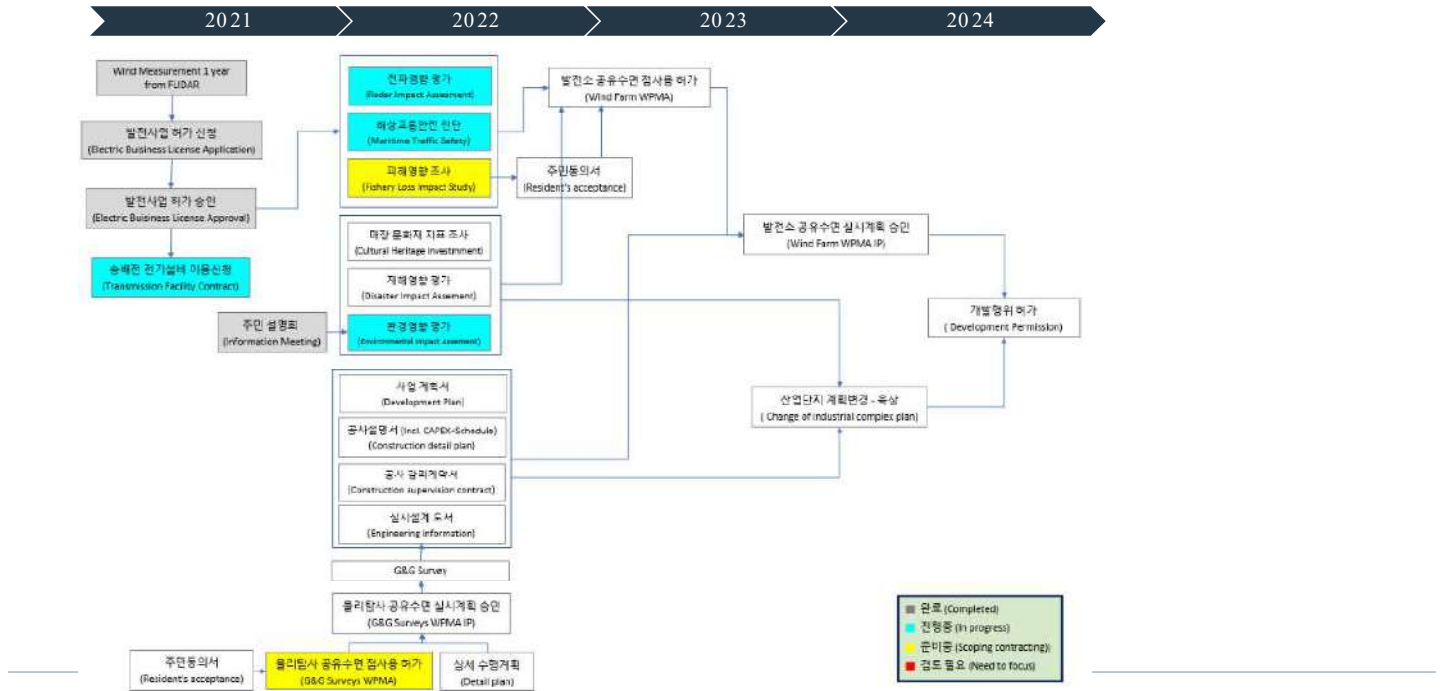 2021
2022
2023
2024
Wind Measurement 1 year
from FLIDAR
발전사업 허가 신청
(Electric Buisiness License Application)
발전사업 허가 승인
(Electric Buisiness License Approval)
송배전 전기설비 이용신청
(Transmission Facility Contract)
전파영향 평가
(Radar Impact Assesment)
해상교통안전 진단
(Maritime Traffic Safety)
피해영향 조사
(Fishery Loss Impact Study)
주민동의서
(Resident's acceptance)
발전소 공유수면 점사용 허가
(Wind Farm WPMA)
매장 문화재 지표 조사
(Cultural Heritage Investmment)
재해영향 평가
(Disaster Impact Assement)
주민 설명회
(Information Meeting)
환경영향 평가
(Environmental Impact assement)
발전소 공유수면 실시계획 승인
(Wind Farm WPMA IP)
개발행위 허가
( Development Permission)
사업 계획서
(Development Plan)
공사설명서 (Incl. CAPEX-Schedule)
(Construction detail plan)
공사 감리계약서
(Construction supervision contract)
실시설계 도서
(Engineering information)
산업단지 계획변경 - 육상
( Change of industrial complex plan)
G&G Survey
물리탐사 공유수면 실시계획 승인
(G&G Surveys WPMA IP)
주민동의서
(Resident's acceptance)
물리탐사 공유수면 점사용 허가
(G&G Surveys WPMA)
상세 수행계획
(Detail plan)
완료 (Completed)
진행중 (In progress)
준비중 (Scoping contracting)
검토 필요 (Need to focus)